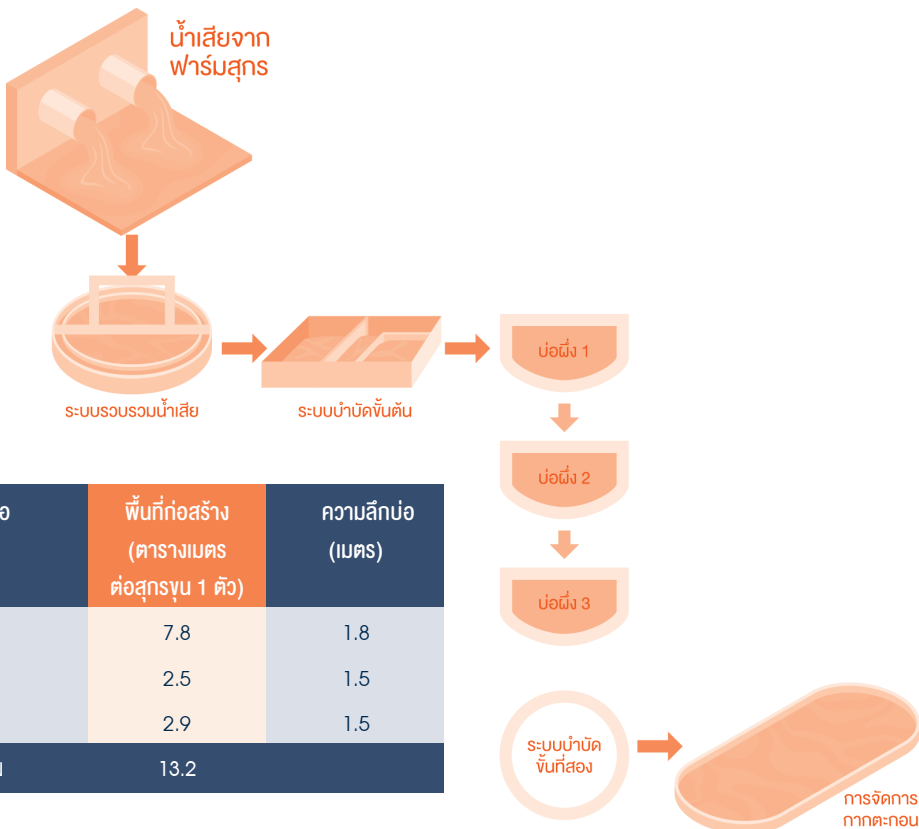 น้ำเสียจาก
ฟาร์มสุกร
ระบบรวบรวมน้ำเสีย
ระบบบำบัดขั้นต้น
บ่อผึ่ง 1
บ่อผึ่ง 2
บ่อผึ่ง 3
พื้นที่ก่อสร้าง
(ตารางเมตร
ต่อสุกรขุน 1 ตัว)
ความลึกบ่อ
(เมตร)
7.8 1.8
2.5 1.5
2.9 1.5
13.2
ระบบบำบัด
ขั้นที่สอง
การจัดการ
กากตะกอน